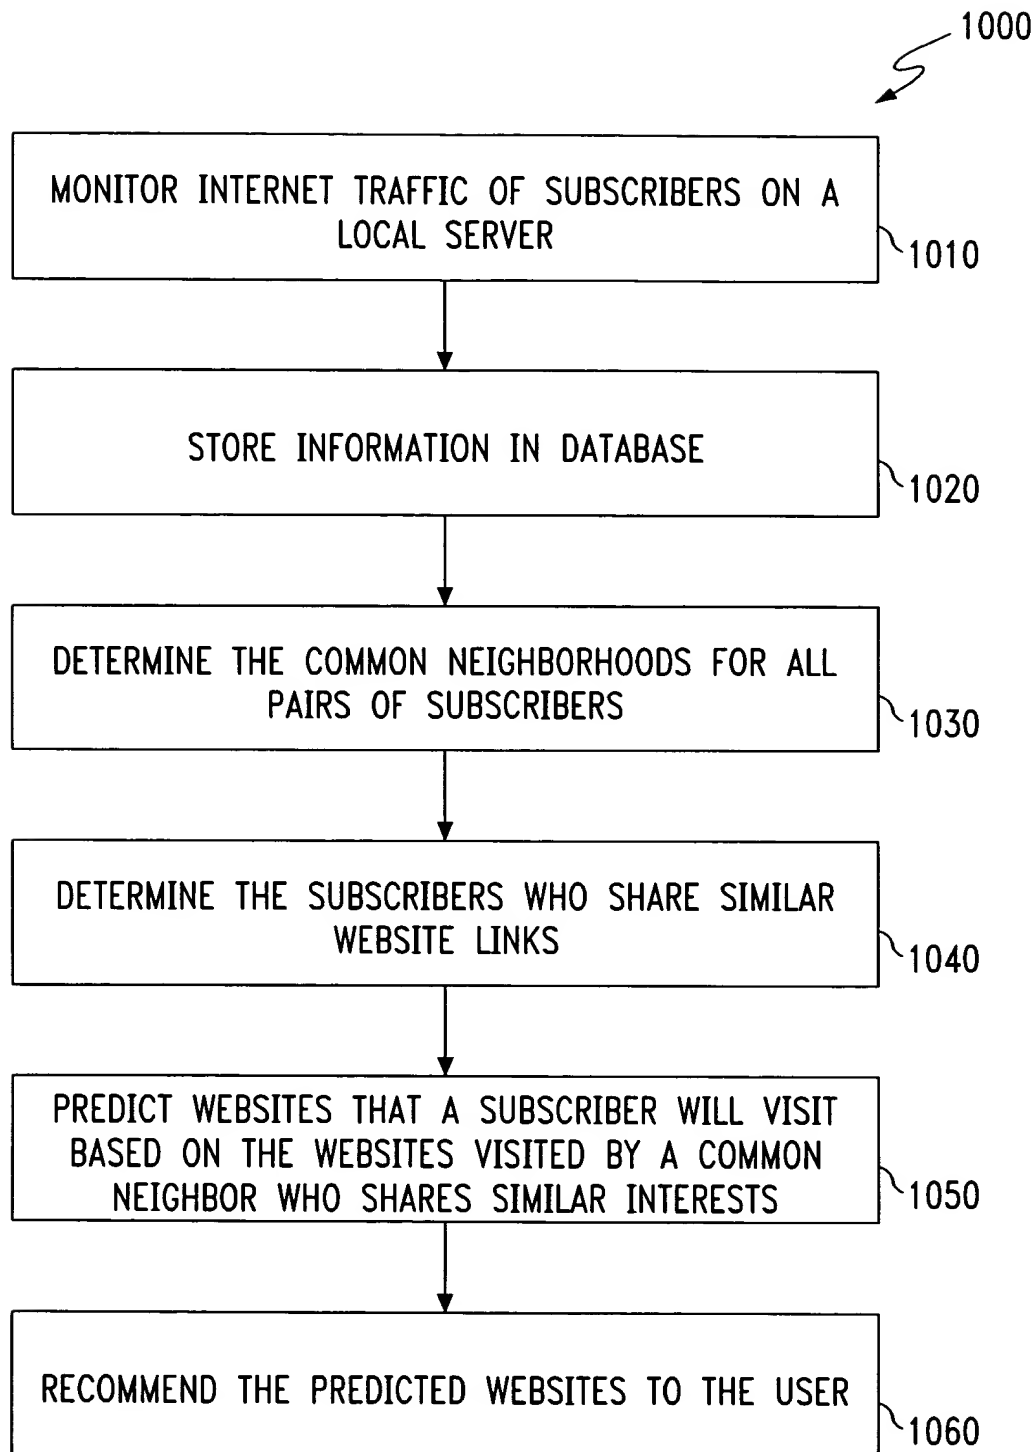 1000
MONITOR INTERNET TRAFFIC OF SUBSCRIBERS ON A
LOCAL SERVER
1010
STORE INFORMATION IN DATABASE
1020
DETERMINE THE COMMON NEIGHBORHOODS FOR ALL
PAIRS OF SUBSCRIBERS
1030
DETERMINE THE SUBSCRIBERS WHO SHARE SIMILAR
WEBSITE LINKS
1040
PREDICT WEBSITES THAT A SUBSCRIBER WILL VISIT
BASED ON THE WEBSITES VISITED BY A COMMON
NEIGHBOR WHO SHARES SIMILAR INTERESTS
1050
RECOMMEND THE PREDICTED WEBSITES TO THE USER
1060